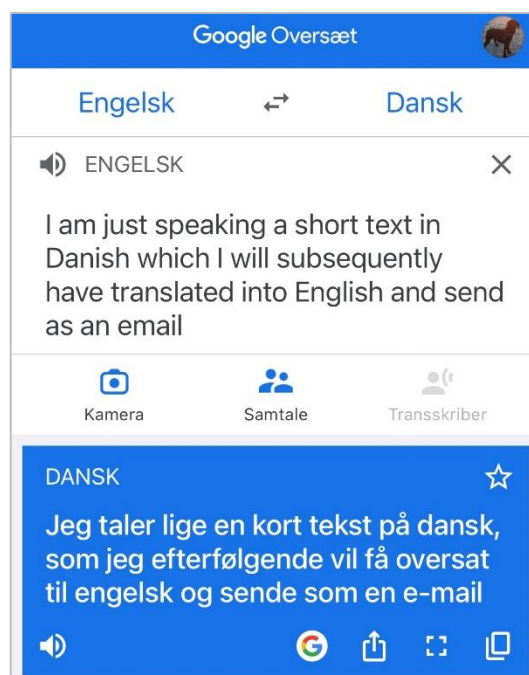 Google Oversæt
Engelsk Dansk
ENGELSK
I am just speaking a short text in
Danish which I will subsequently
have translated into English and send
as an email
Kamera Samtale Transskriber
DANSK
Jeg taler lige en kort tekst på dansk,
som jeg efterfølgende vil få oversat
til engelsk og sende som en e-mail
G